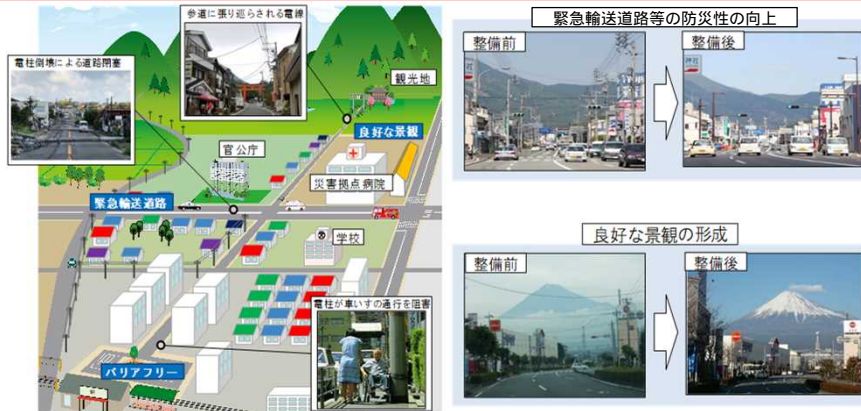 参道に張り巡らされる電線
電柱倒壊による道路閉塞
観光地
良好な景観
官公庁
災害拠点病院
緊急輸送道路
学校
電柱が車いすの通行を阻害
バリアフリー
緊急輸送道路等の防災性の向上
整備前
整備後
良好な景観の形成
整備前
整備後